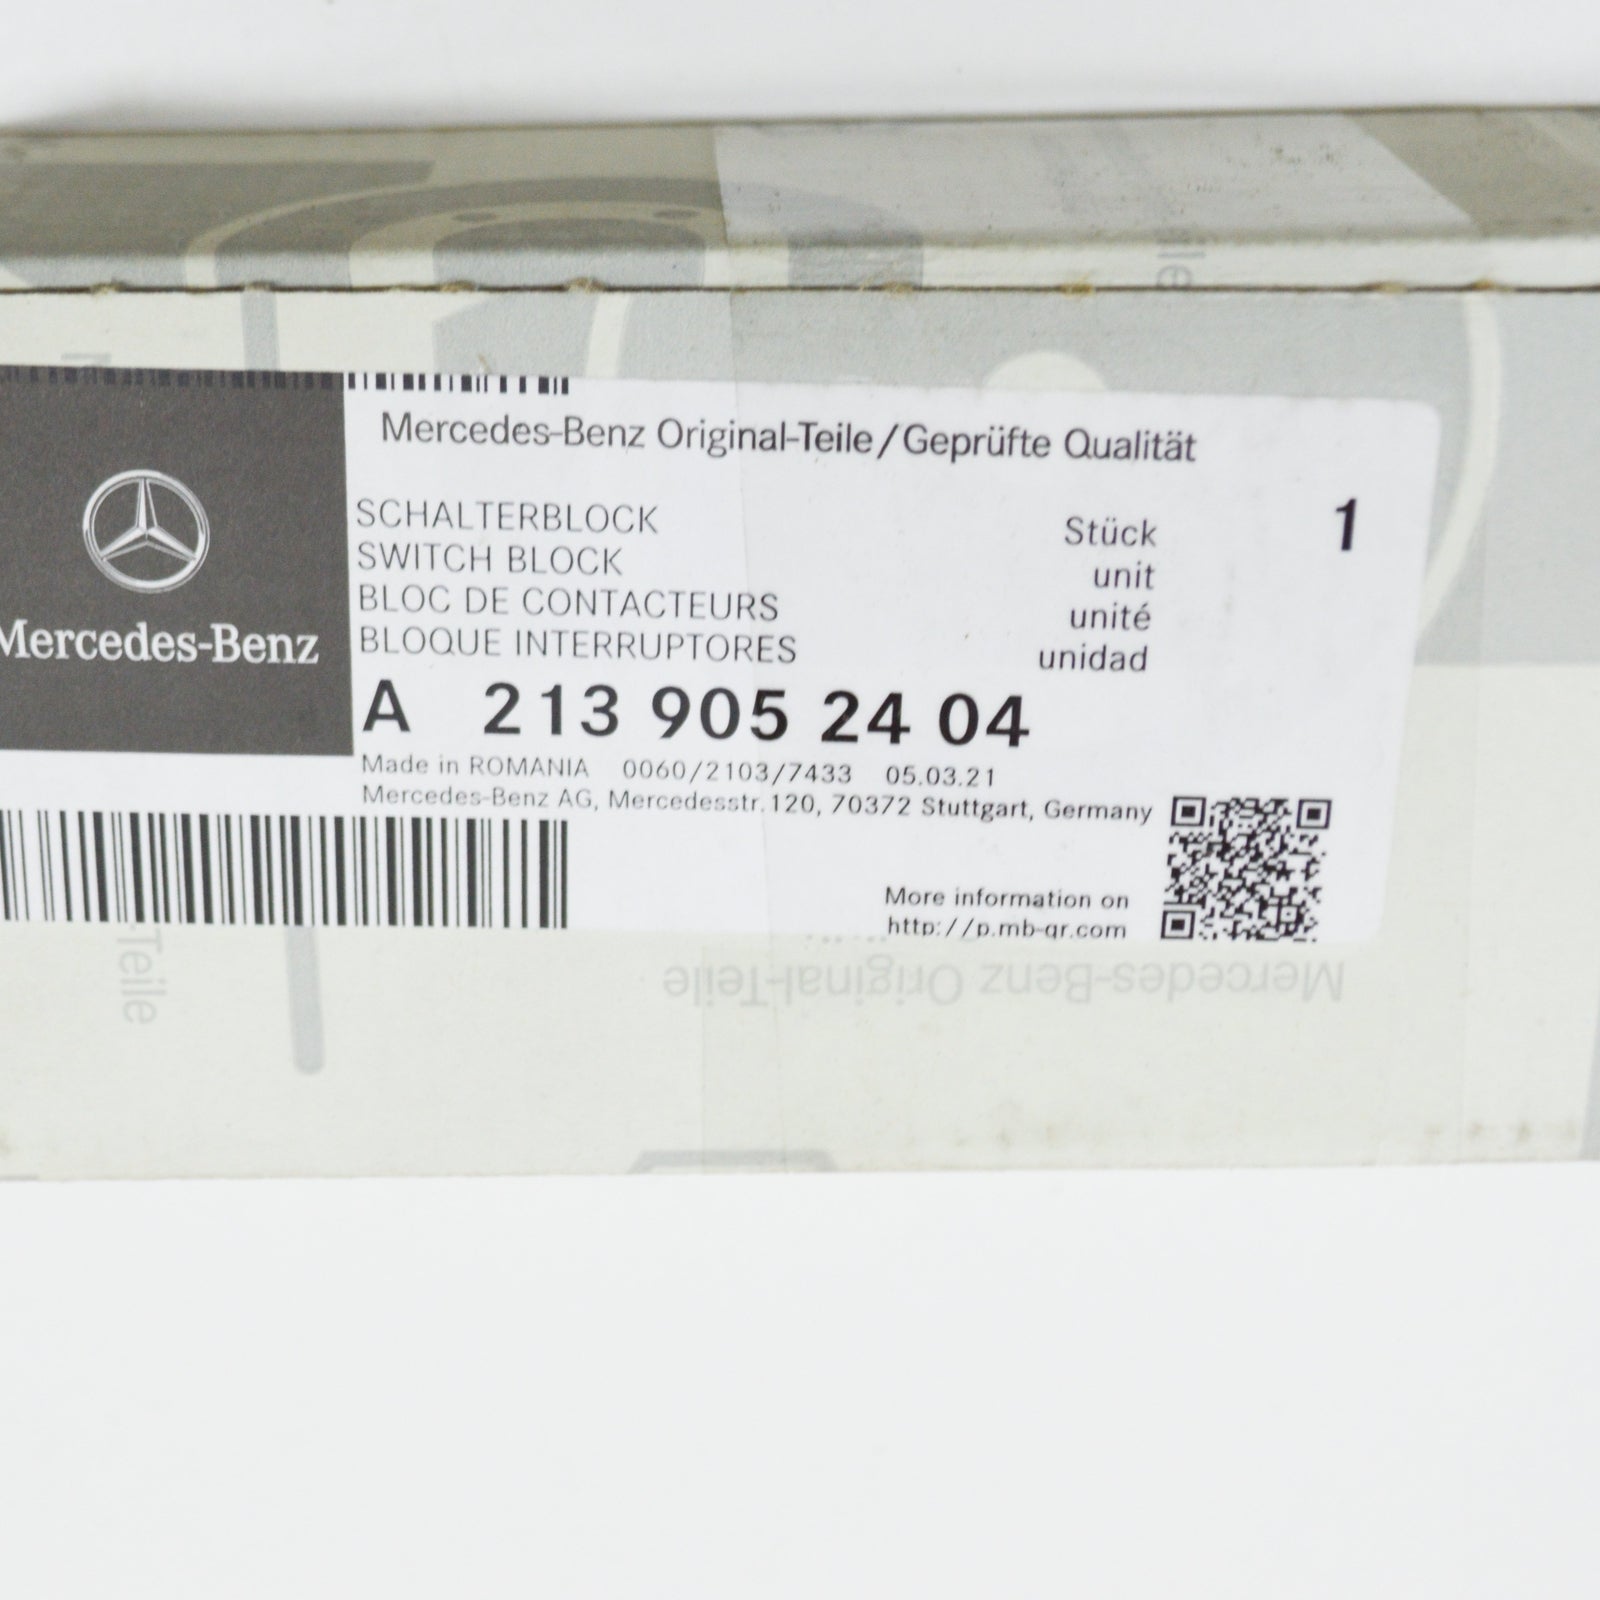 Mercedes-Benz Original-Teile/Geprüfte Qualität
Mercedes-Benz
SCHALTERBLOCK
SWITCH BLOCK
BLOC DE CONTACTEURS
BLOQUE INTERRUPTORES
Stück
unit
unité
unidad
1
A 213 905 24 04
Made in ROMANIA 0060/2103/7433 05.03.21
Mercedes-Benz AG, Mercedesstr.120, 70372 Stuttgart, Germany
More information on
http://p.mb-qr.com
Mercedes-Benz Original-Teile
-Teile